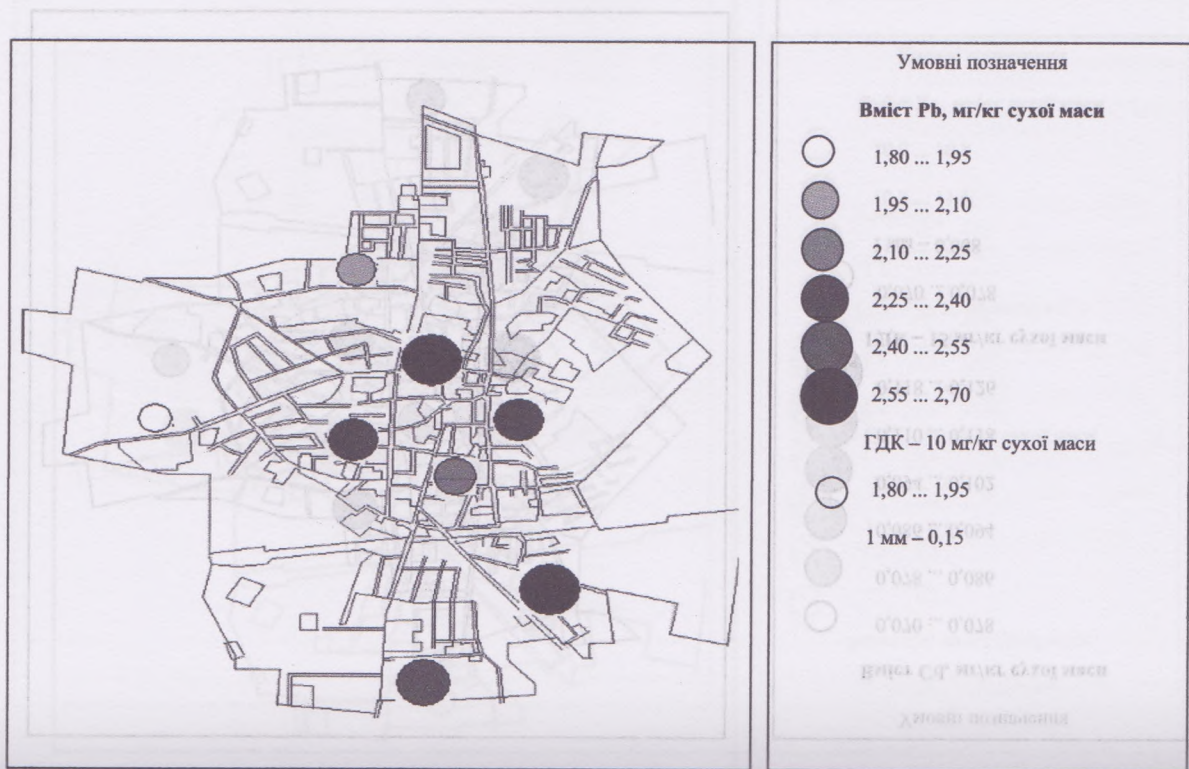 Умовні позначення
Вміст Pb, мг/кг сухої маси
1,80 ... 1,95
1,95 ... 2,10
2,10 ... 2,25
2,25 ... 2,40
2,40 ... 2,55
2,55 ... 2,70
ГДК – 10 мг/кг сухої маси
1,80 ... 1,95
1 мм – 0,15